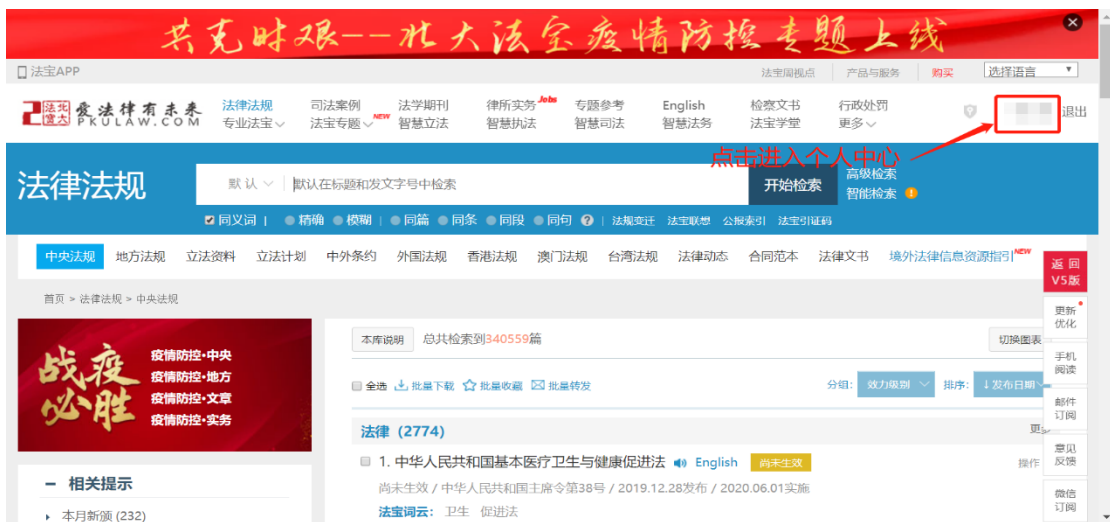 共克时艰--北大法宝疫情防控专题上线
法宝APP 法宝周视点 产品与服务 购买 选择语言
北大法宝 爱法律有未来 PKULAW.COM
法律法规 司法案例 法学期刊 律所实务 Jobs 专题参考 English 检察文书 行政处罚
专业法宝 法宝专题 NEW 智慧立法 智慧执法 智慧司法 智慧法务 法宝学堂 更多 退出
点击进入个人中心
法律法规 默认 默认在标题和发文字号中检索 开始检索 高级检索
智能检索
同义词 | 精确 模糊 | 同篇 同条 同段 同句 ? | 法规变迁 法宝联想 公报索引 法宝引证码
中央法规 地方法规 立法资料 立法计划 中外条约 外国法规 香港法规 澳门法规 台湾法规 法律动态 合同范本 法律文书 境外法律信息资源指引 NEW
返回
V5版
首页 > 法律法规 > 中央法规
更新
优化
战疫
必胜
疫情防控·中央
疫情防控·地方
疫情防控·文章
疫情防控·实务
本库说明 总共检索到340559篇 切换图表
手机
阅读
全选 批量下载 批量收藏 批量转发 分组: 效力级别 排序: ↓发布日期
邮件
订阅
法律 (2774) 更
1. 中华人民共和国基本医疗卫生与健康促进法 English 尚未生效 操作
意见
反馈
尚未生效 / 中华人民共和国主席令第38号 / 2019.12.28发布 / 2020.06.01实施
法宝词云: 卫生 促进法
微信
订阅
相关提示
本月新颁 (232)